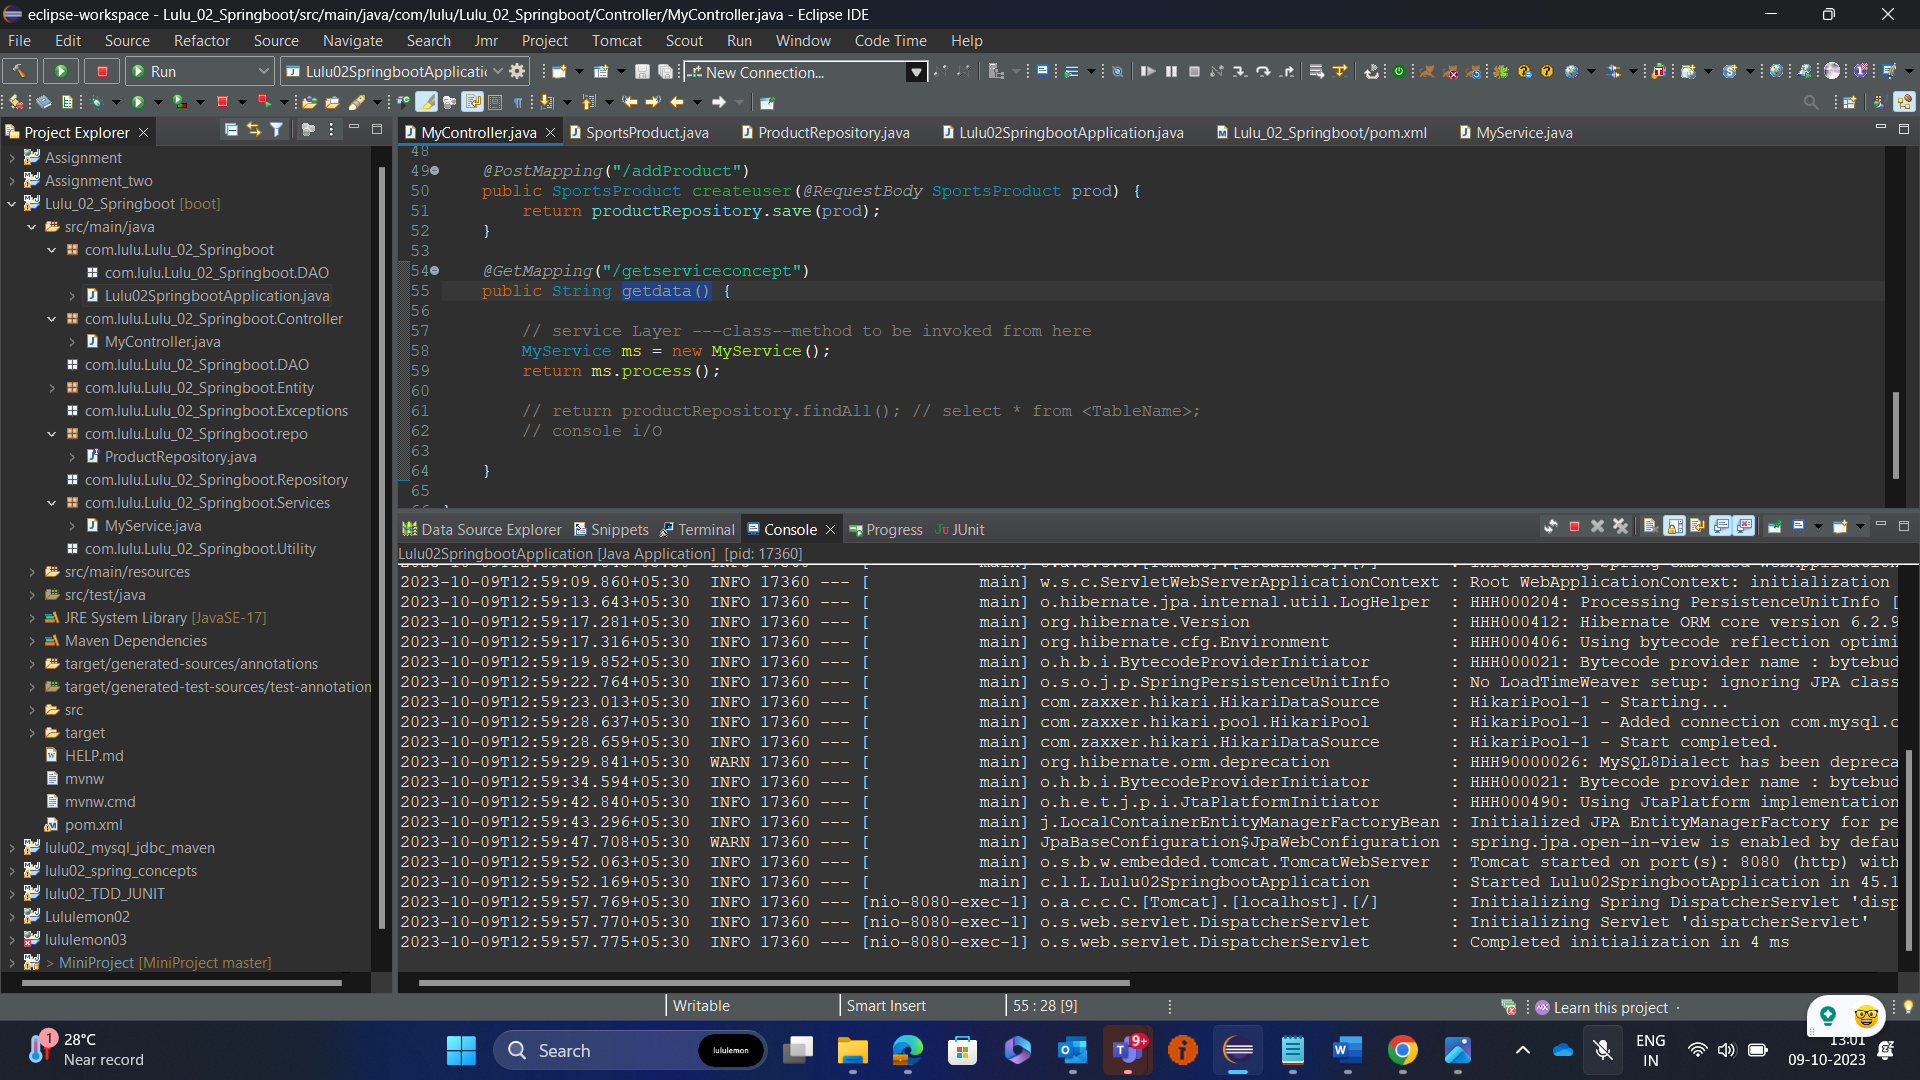 eclipse-workspace - Lulu_02_Springboot/src/main/java/com/lulu/Lulu_02_Springboot/Controller/MyController.java - Eclipse IDE
File Edit Source Refactor Source Navigate Search Jmr Project Tomcat Scout Run Window Code Time Help
Run
Lulu02SpringbootApplicatic
New Connection...
Project Explorer
Assignment
Assignment_two
Lulu_02_Springboot [boot]
src/main/java
com.lulu.Lulu_02_Springboot
com.lulu.Lulu_02_Springboot.DAO
Lulu02SpringbootApplication.java
com.lulu.Lulu_02_Springboot.Controller
MyController.java
com.lulu.Lulu_02_Springboot.DAO
com.lulu.Lulu_02_Springboot.Entity
com.lulu.Lulu_02_Springboot.Exceptions
com.lulu.Lulu_02_Springboot.repo
ProductRepository.java
com.lulu.Lulu_02_Springboot.Repository
com.lulu.Lulu_02_Springboot.Services
MyService.java
com.lulu.Lulu_02_Springboot.Utility
src/main/resources
src/test/java
JRE System Library [JavaSE-17]
Maven Dependencies
target/generated-sources/annotations
target/generated-test-sources/test-annotation
src
target
HELP.md
mvnw
mvnw.cmd
pom.xml
lulu02_mysql_jdbc_maven
lulu02_spring_concepts
lulu02_TDD_JUNIT
Lululemon02
lululemon03
> MiniProject [MiniProject master]
MyController.java SportsProduct.java ProductRepository.java Lulu02SpringbootApplication.java Lulu_02_Springboot/pom.xml MyService.java
48
49 @PostMapping("/addProduct")
50 public SportsProduct createuser(@RequestBody SportsProduct prod) {
51 return productRepository.save(prod);
52 }
53
54 @GetMapping("/getserviceconcept")
55 public String getdata() {
56
57 // service Layer ---class--method to be invoked from here
58 MyService ms = new MyService();
59 return ms.process();
60
61 // return productRepository.findAll(); // select * from <TableName>;
62 // console i/O
63
64 }
65
Data Source Explorer Snippets Terminal Console Progress JUnit
Lulu02SpringbootApplication [Java Application] [pid: 17360]
2023-10-09T12:59:09.860+05:30 INFO 17360 --- [ main] w.s.c.ServletWebServerApplicationContext : Root WebApplicationContext: initialization
2023-10-09T12:59:13.643+05:30 INFO 17360 --- [ main] o.hibernate.jpa.internal.util.LogHelper : HHH000204: Processing PersistenceUnitInfo [
2023-10-09T12:59:17.281+05:30 INFO 17360 --- [ main] org.hibernate.Version : HHH000412: Hibernate ORM core version 6.2.9
2023-10-09T12:59:17.316+05:30 INFO 17360 --- [ main] org.hibernate.cfg.Environment : HHH000406: Using bytecode reflection optimi
2023-10-09T12:59:19.852+05:30 INFO 17360 --- [ main] o.h.b.i.BytecodeProviderInitiator : HHH000021: Bytecode provider name : bytebud
2023-10-09T12:59:22.764+05:30 INFO 17360 --- [ main] o.s.o.j.p.SpringPersistenceUnitInfo : No LoadTimeWeaver setup: ignoring JPA class
2023-10-09T12:59:23.013+05:30 INFO 17360 --- [ main] com.zaxxer.hikari.HikariDataSource : HikariPool-1 - Starting...
2023-10-09T12:59:28.637+05:30 INFO 17360 --- [ main] com.zaxxer.hikari.pool.HikariPool : HikariPool-1 - Added connection com.mysql.c
2023-10-09T12:59:28.659+05:30 INFO 17360 --- [ main] com.zaxxer.hikari.HikariDataSource : HikariPool-1 - Start completed.
2023-10-09T12:59:29.841+05:30 WARN 17360 --- [ main] org.hibernate.orm.deprecation : HHH90000026: MySQL8Dialect has been depreca
2023-10-09T12:59:34.594+05:30 INFO 17360 --- [ main] o.h.b.i.BytecodeProviderInitiator : HHH000021: Bytecode provider name : bytebud
2023-10-09T12:59:42.840+05:30 INFO 17360 --- [ main] o.h.e.t.j.p.i.JtaPlatformInitiator : HHH000490: Using JtaPlatform implementation
2023-10-09T12:59:43.296+05:30 INFO 17360 --- [ main] j.LocalContainerEntityManagerFactoryBean : Initialized JPA EntityManagerFactory for pe
2023-10-09T12:59:47.708+05:30 WARN 17360 --- [ main] JpaBaseConfiguration$JpaWebConfiguration : spring.jpa.open-in-view is enabled by defau
2023-10-09T12:59:52.063+05:30 INFO 17360 --- [ main] o.s.b.w.embedded.tomcat.TomcatWebServer : Tomcat started on port(s): 8080 (http) with
2023-10-09T12:59:52.169+05:30 INFO 17360 --- [ main] c.l.L.Lulu02SpringbootApplication : Started Lulu02SpringbootApplication in 45.1
2023-10-09T12:59:57.769+05:30 INFO 17360 --- [nio-8080-exec-1] o.a.c.c.C.[Tomcat].[localhost].[/] : Initializing Spring DispatcherServlet 'disp
2023-10-09T12:59:57.770+05:30 INFO 17360 --- [nio-8080-exec-1] o.s.web.servlet.DispatcherServlet : Initializing Servlet 'dispatcherServlet'
2023-10-09T12:59:57.775+05:30 INFO 17360 --- [nio-8080-exec-1] o.s.web.servlet.DispatcherServlet : Completed initialization in 4 ms
Writable Smart Insert 55 : 28 [9] Learn this project
1 28°C
Near record
Search lululemon
9+
ENG
IN
13:01
09-10-2023